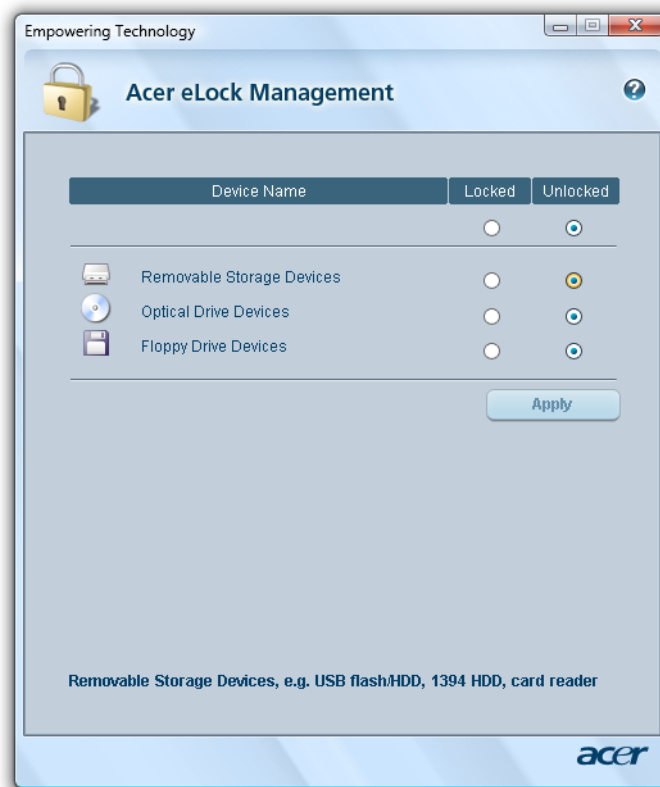 Empowering Technology
Acer eLock Management
?
Device Name Locked Unlocked
Removable Storage Devices
Optical Drive Devices
Floppy Drive Devices
Apply
Removable Storage Devices, e.g. USB flash/HDD, 1394 HDD, card reader
acer